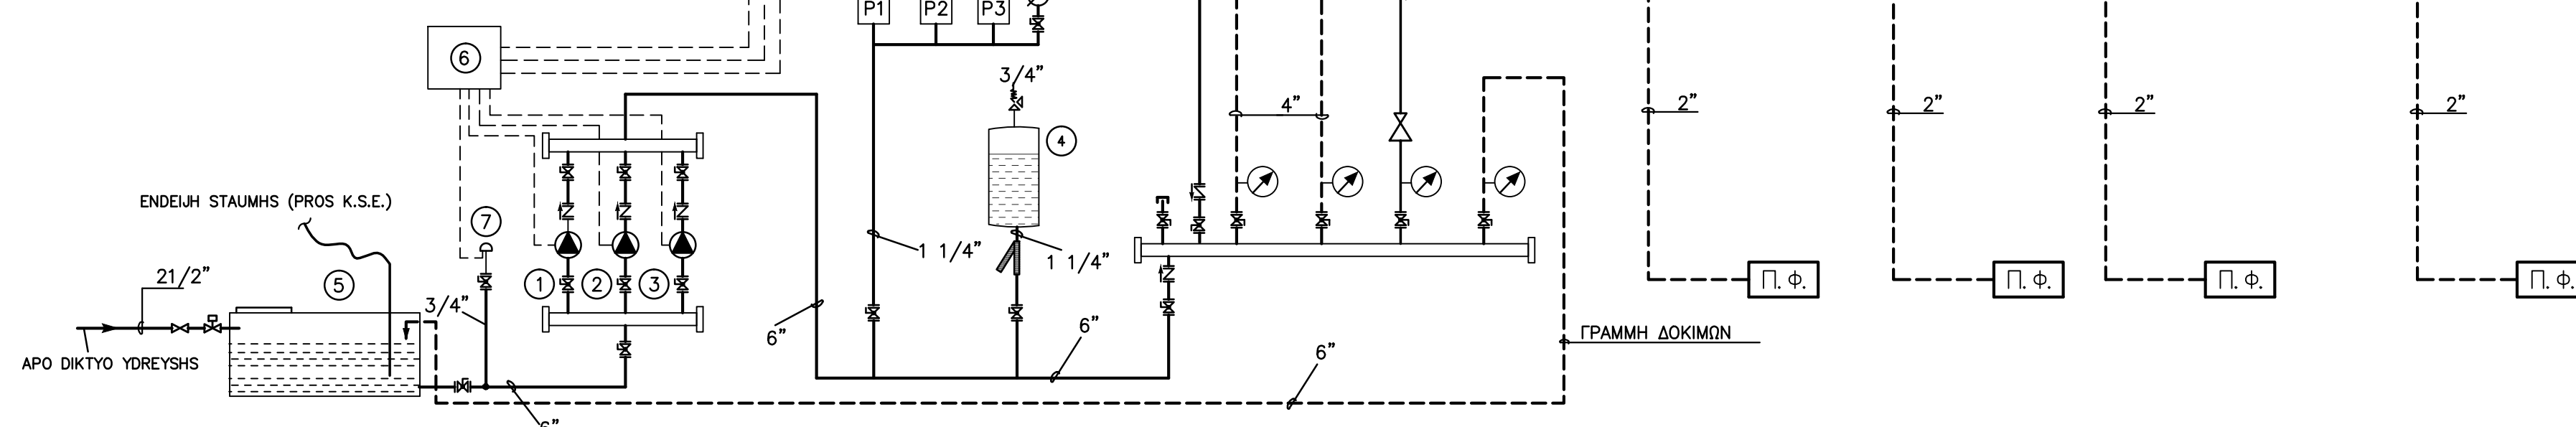 P1
P2
P3
6
3/4"
4"
2"
2"
2"
2"
4
ENDEIJH STAUMHS (PROS K.S.E.)
7
1 1/4"
1 1/4"
21/2"
5
3/4"
1
2
3
Π. Φ.
Π. Φ.
Π. Φ.
Π. Φ.
6"
6"
6"
ΓΡΑΜΜΗ ΔΟΚΙΜΩΝ
APO DIKTYO YDREYSHS
6"